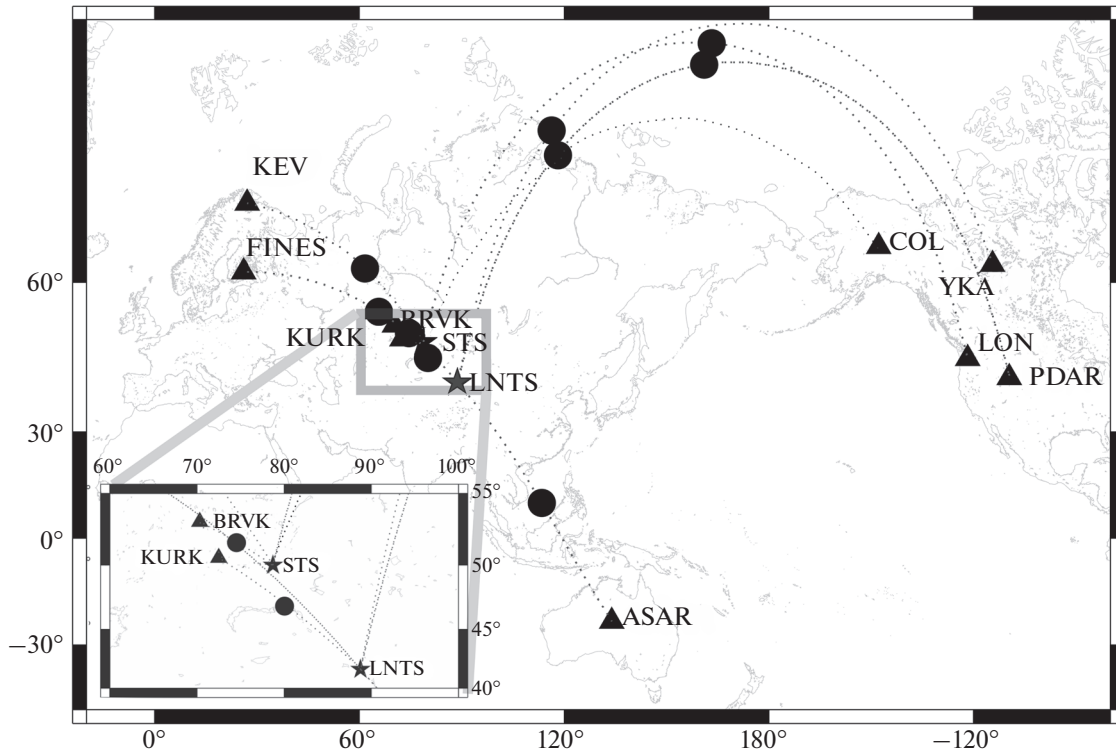 KEV
FINES
COL
60°
YKA
BRVK
KURK
STS
LON
LNTS
PDAR
30°
60° 70° 80° 90° 100°
55°
BRVK
0°
KURK
STS
50°
ASAR
45°
−30°
LNTS
40°
0° 60° 120° 180° −120°